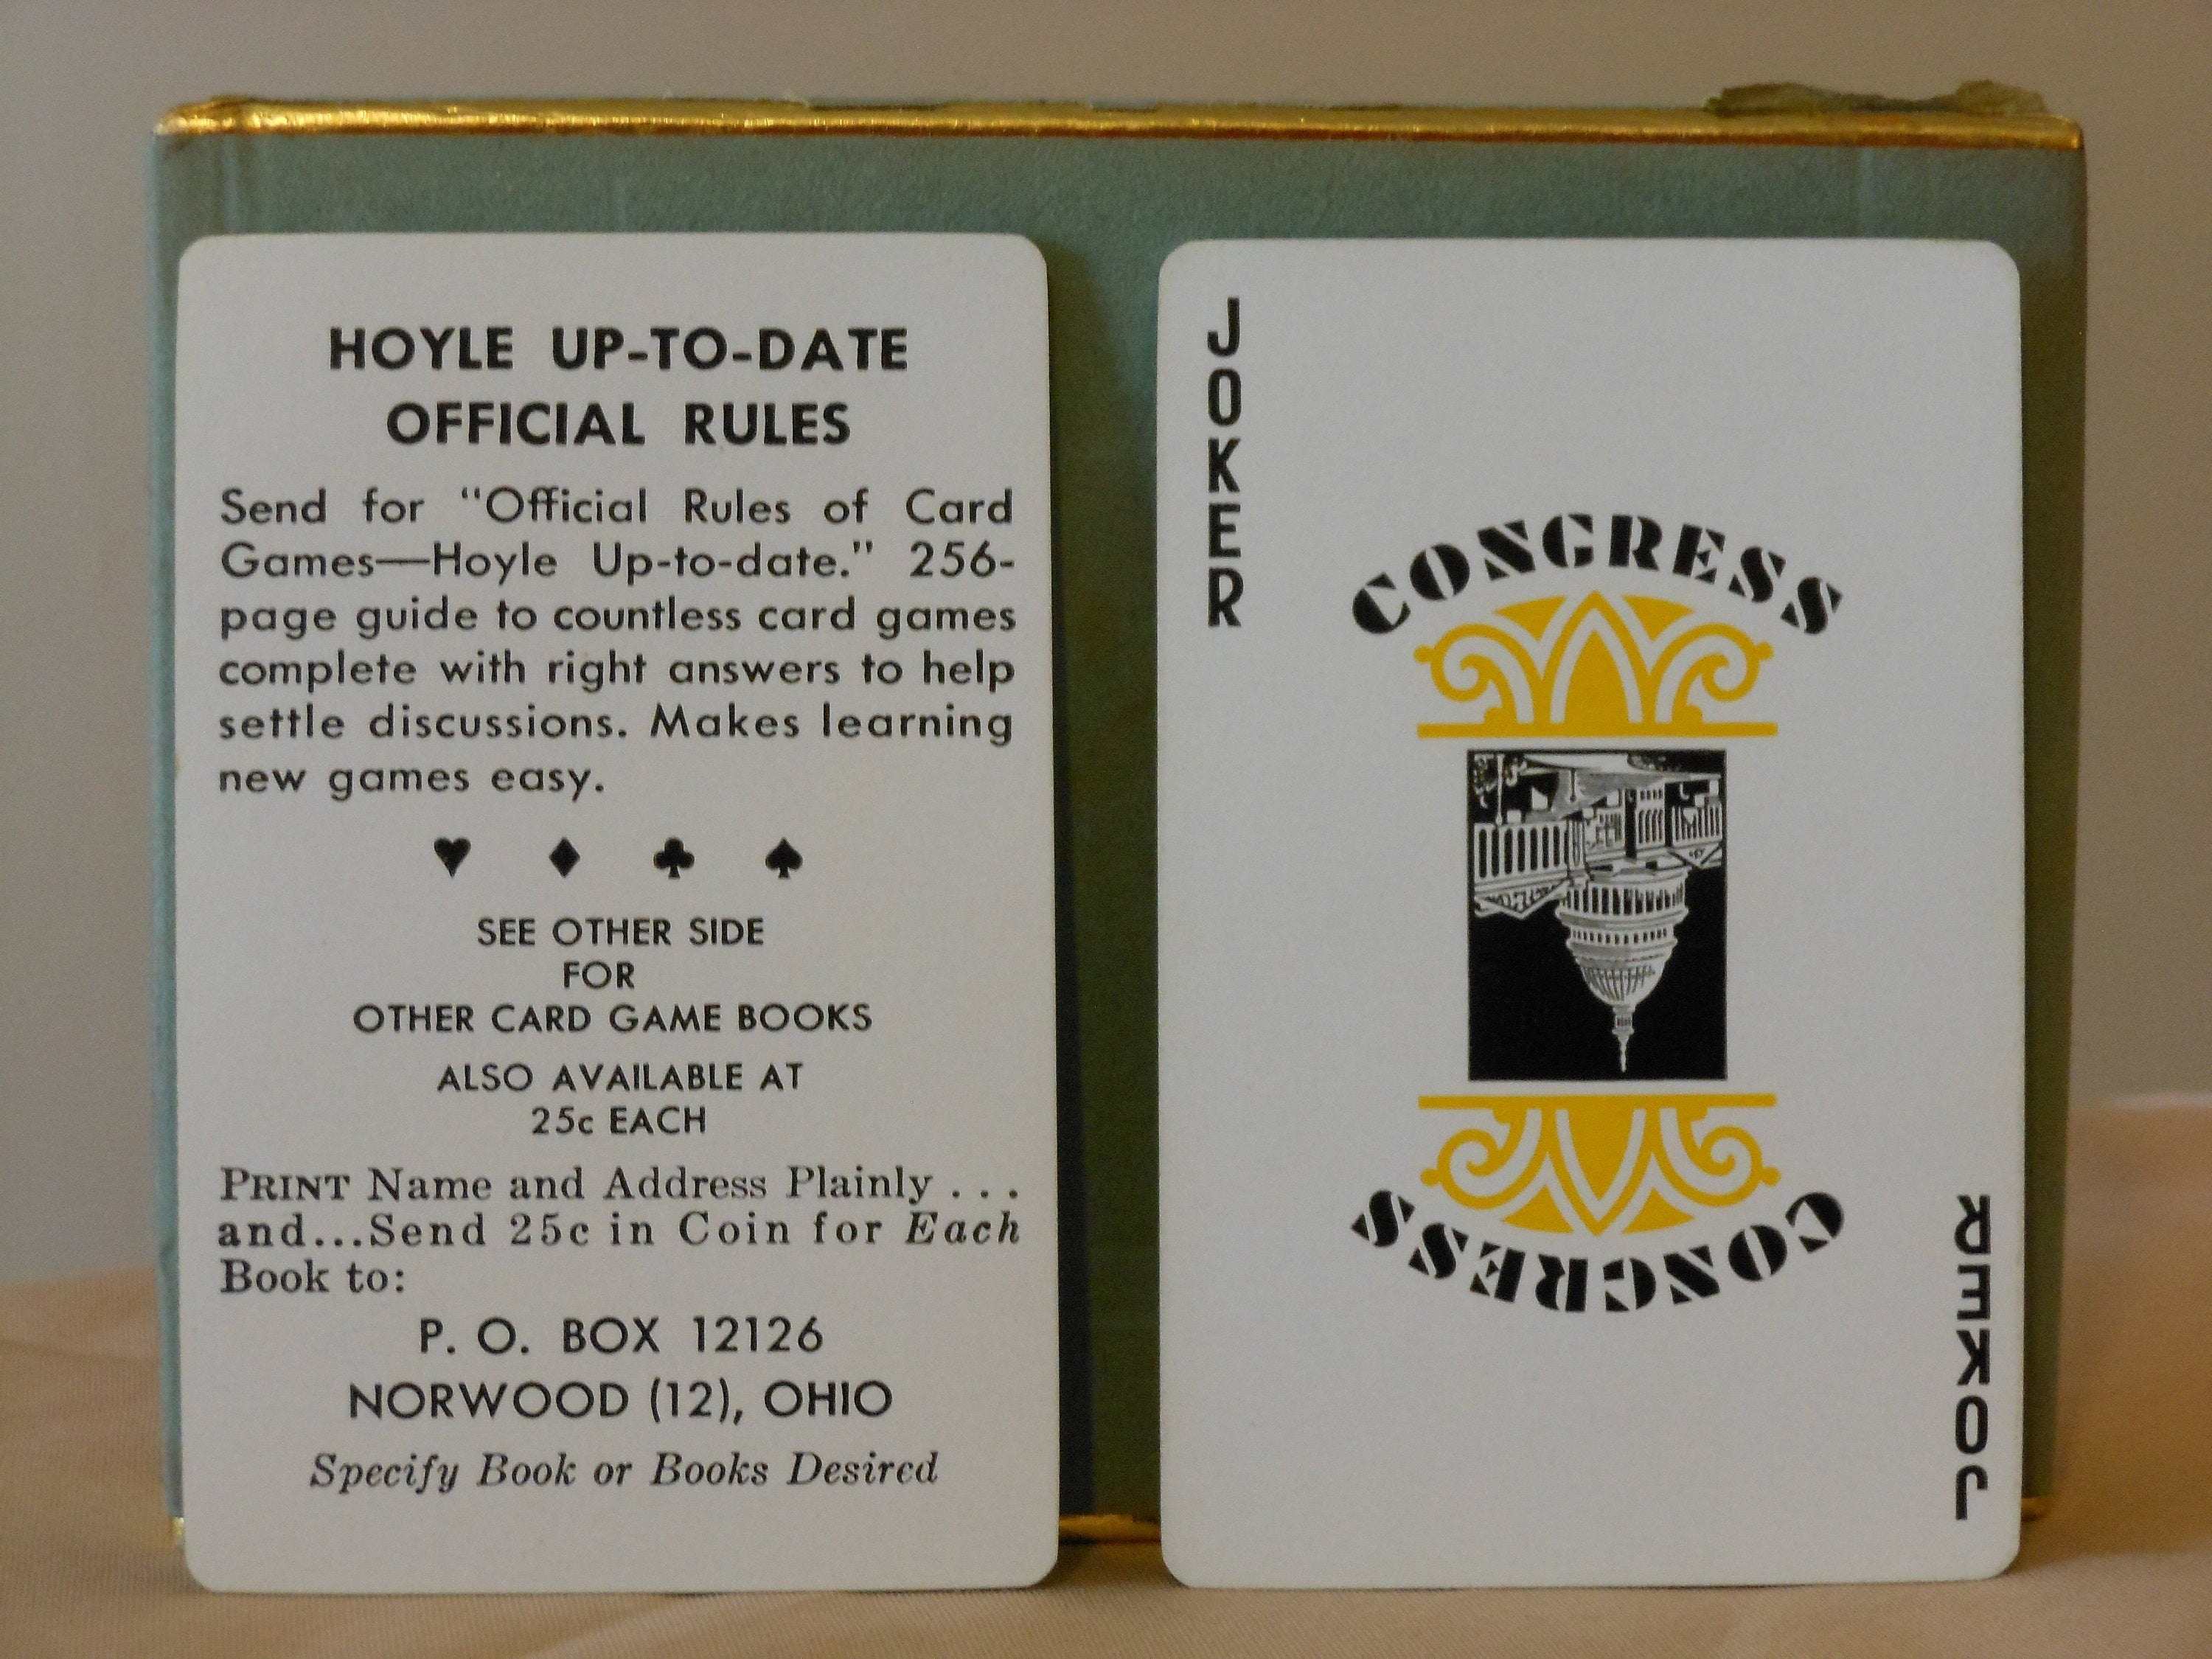 HOYLE UP-TO-DATE
OFFICIAL RULES
Send for "Official Rules of Card
Games—Hoyle Up-to-date." 256-
page guide to countless card games
complete with right answers to help
settle discussions. Makes learning
new games easy.
SEE OTHER SIDE
FOR
OTHER CARD GAME BOOKS
ALSO AVAILABLE AT
25c EACH
PRINT Name and Address Plainly . . .
and...Send 25c in Coin for Each
Book to:
P. O. BOX 12126
NORWOOD (12), OHIO
Specify Book or Books Desired
JOKER
CONGRESS
CONGRESS
JOKER